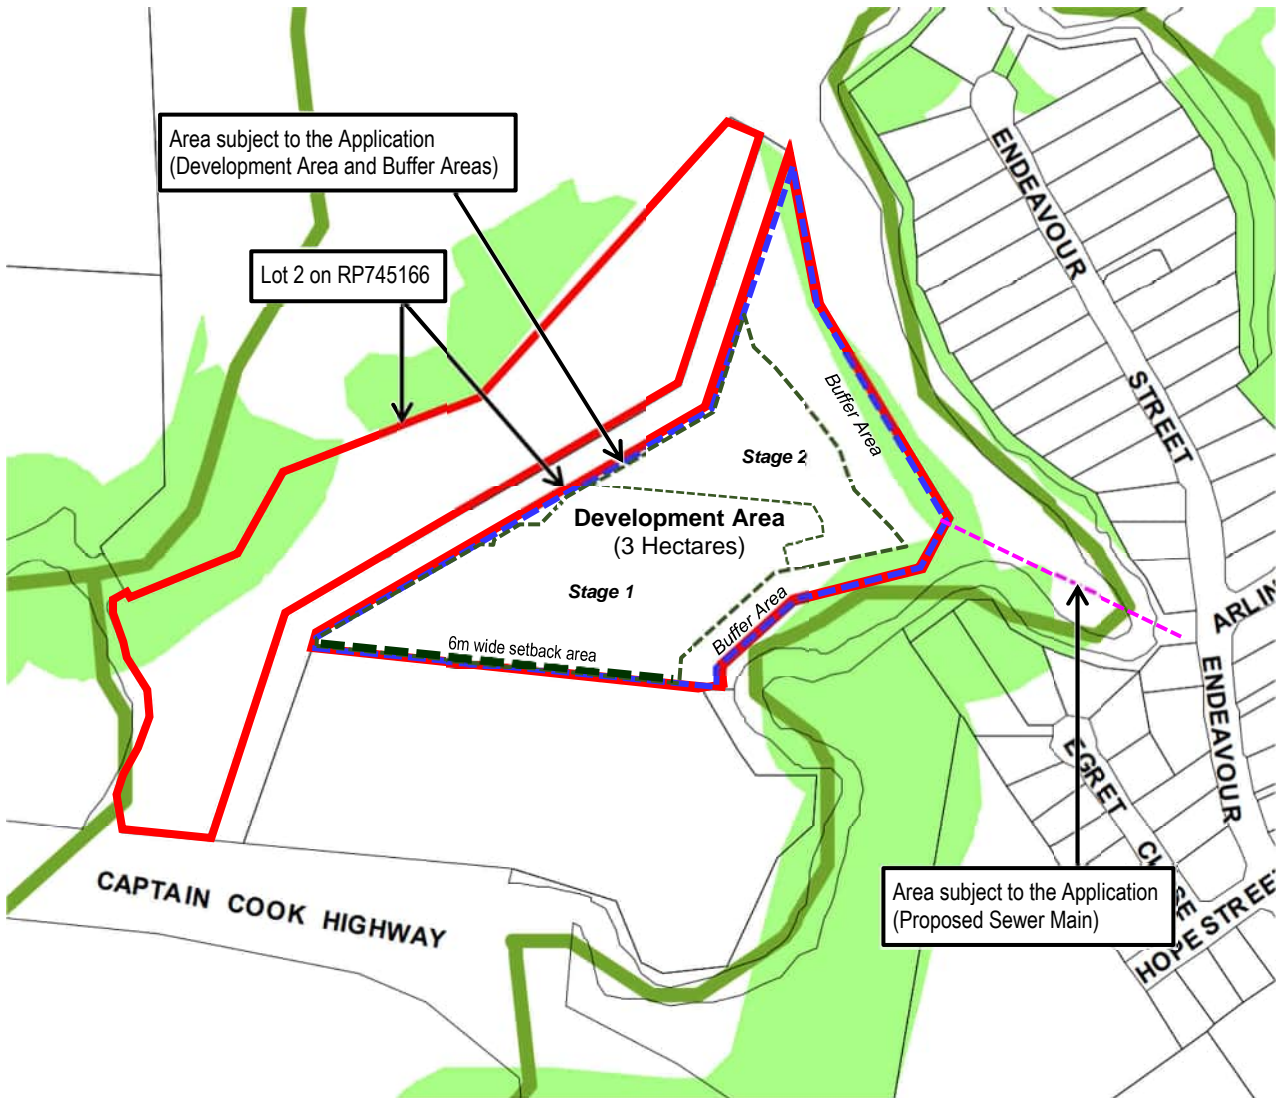 Area subject to the Application
(Development Area and Buffer Areas)
Lot 2 on RP745166
ENDEAVOUR
STREET
Buffer Area
Stage 2
Development Area
(3 Hectares)
Stage 1
Buffer Area
6m wide setback area
ARLIN
ENDEAVOUR
EGRET
Area subject to the Application
(Proposed Sewer Main)
CAPTAIN COOK HIGHWAY
HOPE STREE